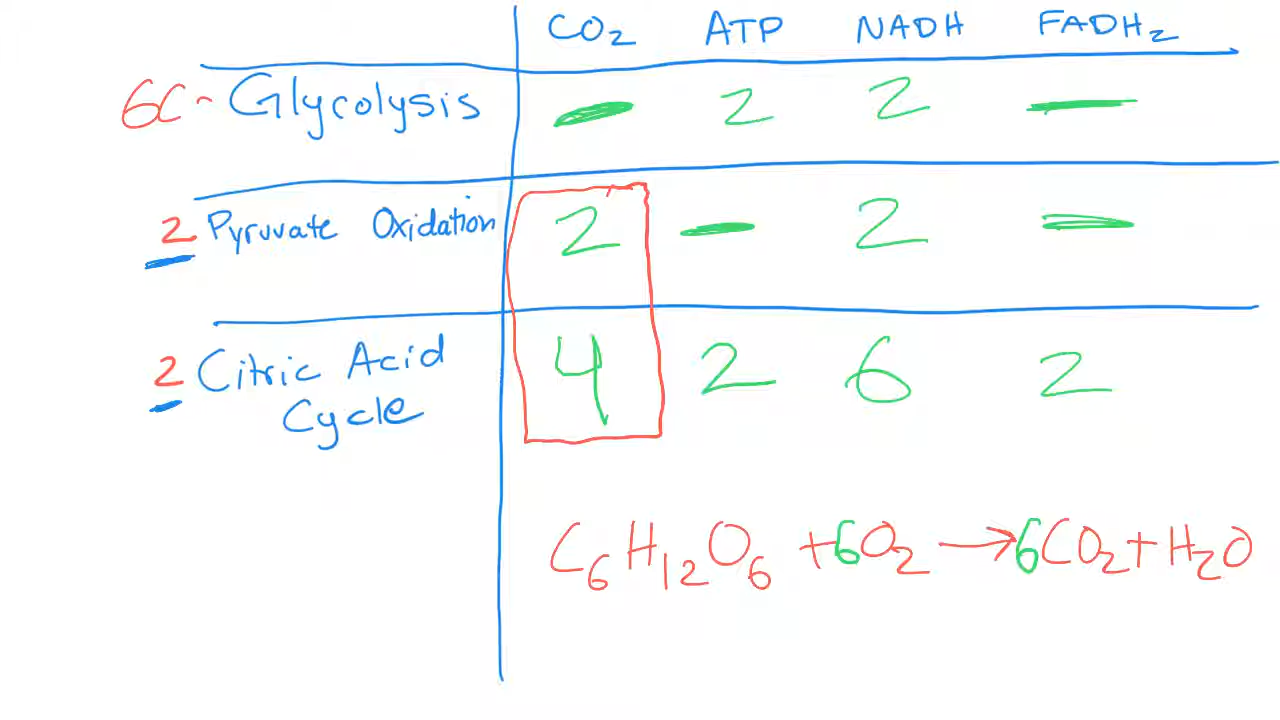 CO₂ ATP NADH FADH₂
6C- Glycolysis — 2 2 —
2 Pyruvate Oxidation 2 — 2 —
2 Citric Acid 4 2 6 2
Cycle
C₆H₁₂O₆ + 6O₂ → 6CO₂ + H₂O